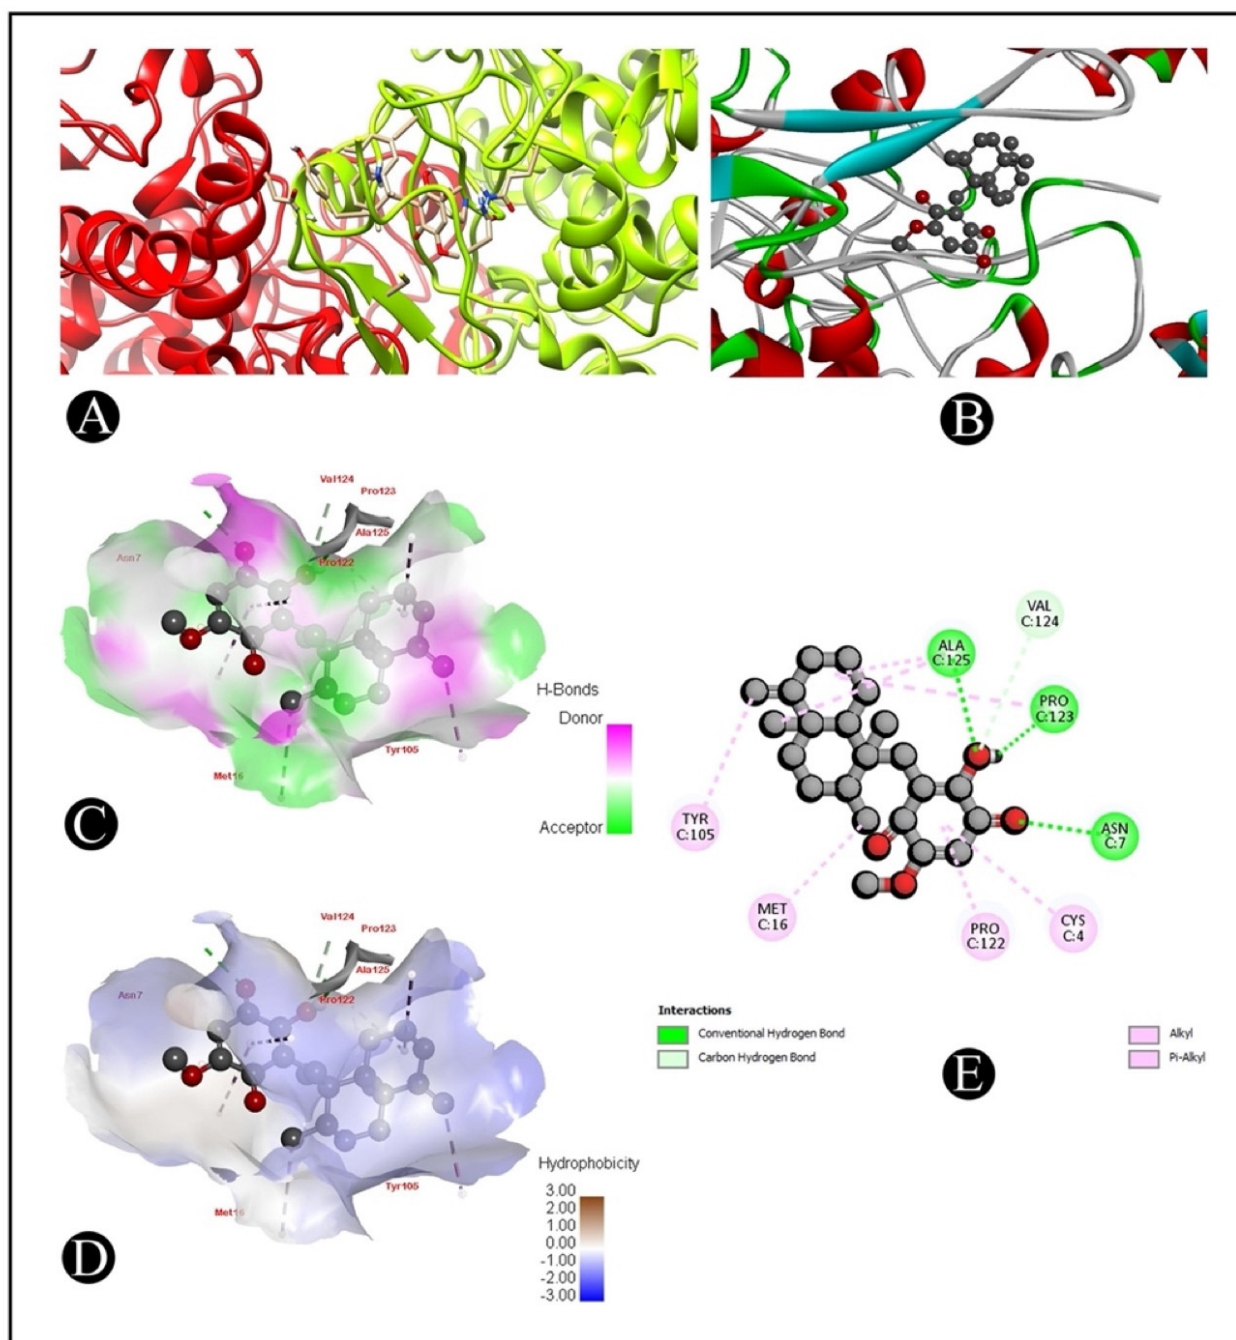 A
B
Val124
Pro123
Asn7
Ala125
Pro122
H-Bonds
Donor
Tyr105
Met16
Acceptor
C
VAL
C:124
ALA
C:125
PRO
C:123
TYR
C:105
ASN
C:7
MET
C:16
PRO
C:122
CYS
C:4
Interactions
Conventional Hydrogen Bond
Carbon Hydrogen Bond
Alkyl
Pi-Alkyl
E
Val124
Pro123
Ala125
Asn7
Pro122
Hydrophobicity
Tyr105
3.00
2.00
1.00
0.00
-1.00
-2.00
-3.00
Met16
D